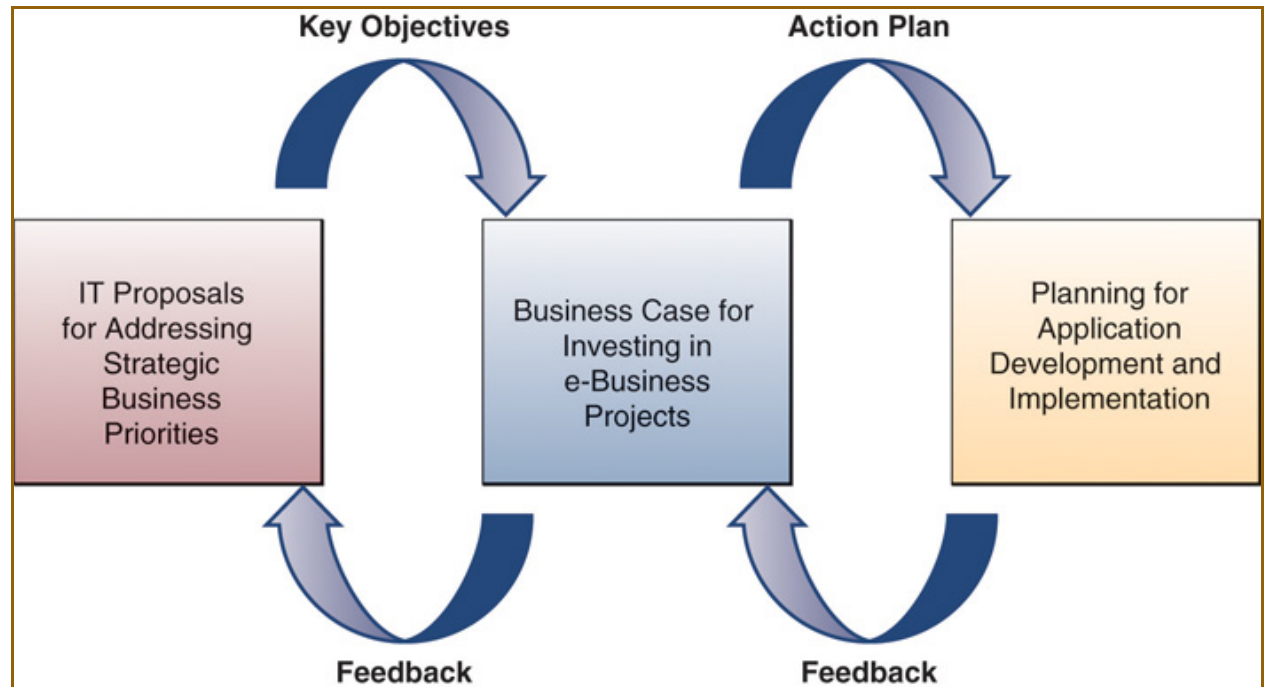 Key Objectives
Action Plan
IT Proposals
for Addressing
Strategic
Business
Priorities
Business Case for
Investing in
e-Business
Projects
Planning for
Application
Development and
Implementation
Feedback
Feedback